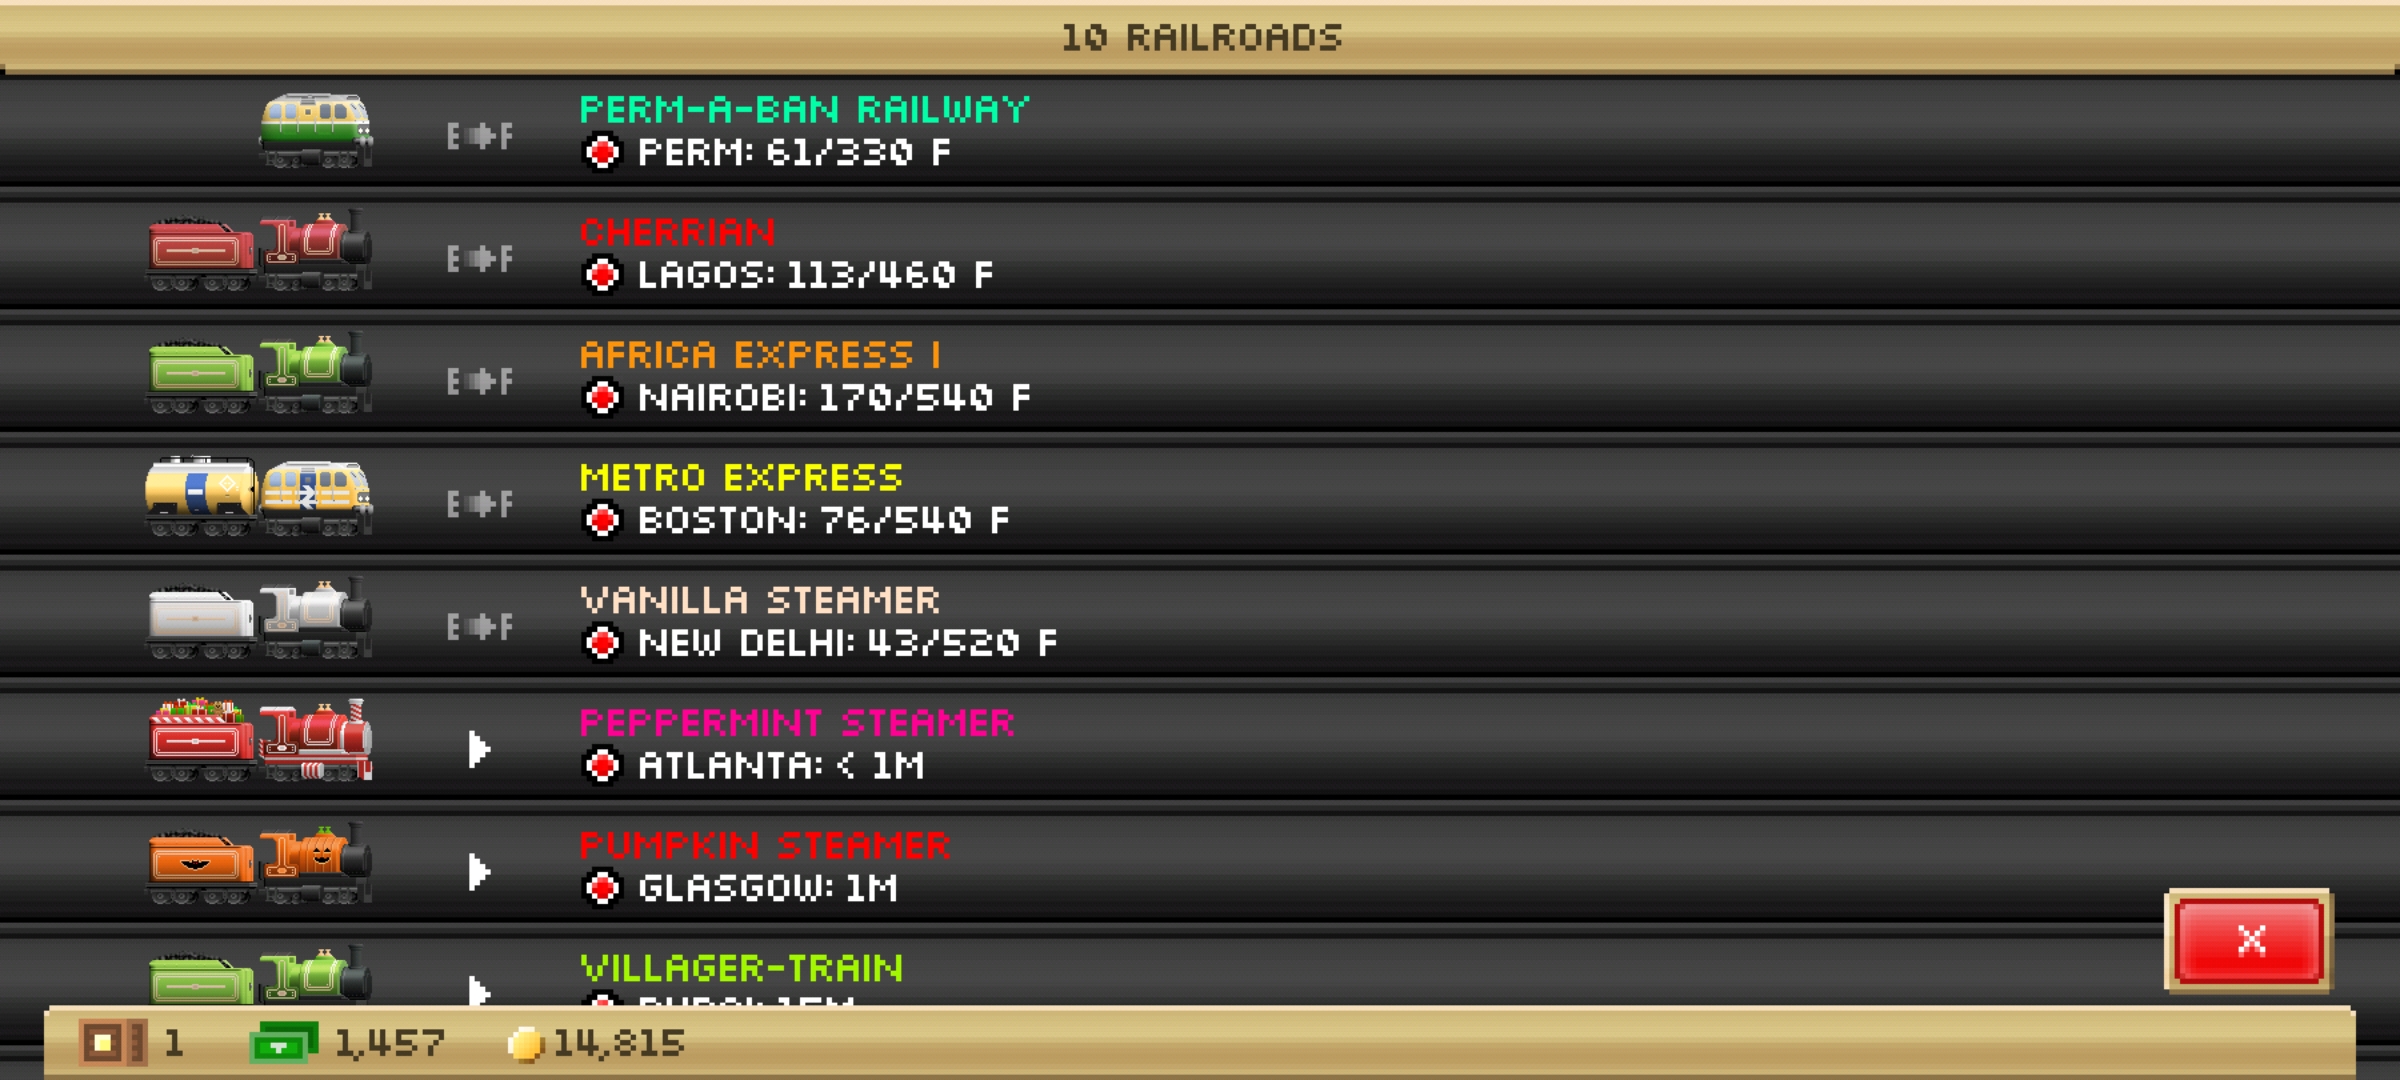 10 RAILROADS
PERM-A-BAN RAILWAY
E F
PERM: 61/330 F
CHERRIAN
E F
LAGOS: 113/460 F
AFRICA EXPRESS I
E F
NAIROBI: 170/540 F
METRO EXPRESS
E F
BOSTON: 76/540 F
VANILLA STEAMER
E F
NEW DELHI: 43/520 F
PEPPERMINT STEAMER
ATLANTA: < 1M
PUMPKIN STEAMER
GLASGOW: 1M
VILLAGER-TRAIN
X
1 1,457 14,815